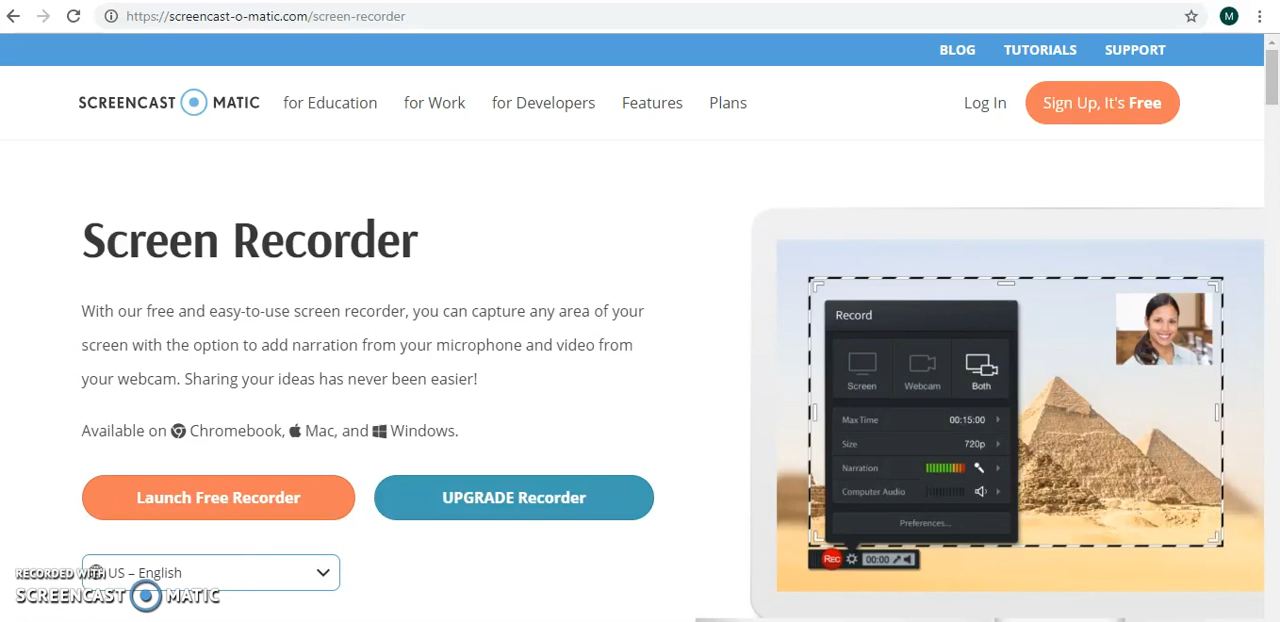 https://screencast-o-matic.com/screen-recorder
M
BLOG TUTORIALS SUPPORT
SCREENCAST MATIC for Education for Work for Developers Features Plans Log In Sign Up, It's Free
Screen Recorder
With our free and easy-to-use screen recorder, you can capture any area of your
screen with the option to add narration from your microphone and video from
your webcam. Sharing your ideas has never been easier!
Available on Chromebook, Mac, and Windows.
Launch Free Recorder UPGRADE Recorder
US – English
RECORDED WITH
SCREENCAST MATIC
Record
Screen Webcam Both
Max Time 00:15:00
Size 720p
Narration
Computer Audio
Preferences...
Rec 00:00